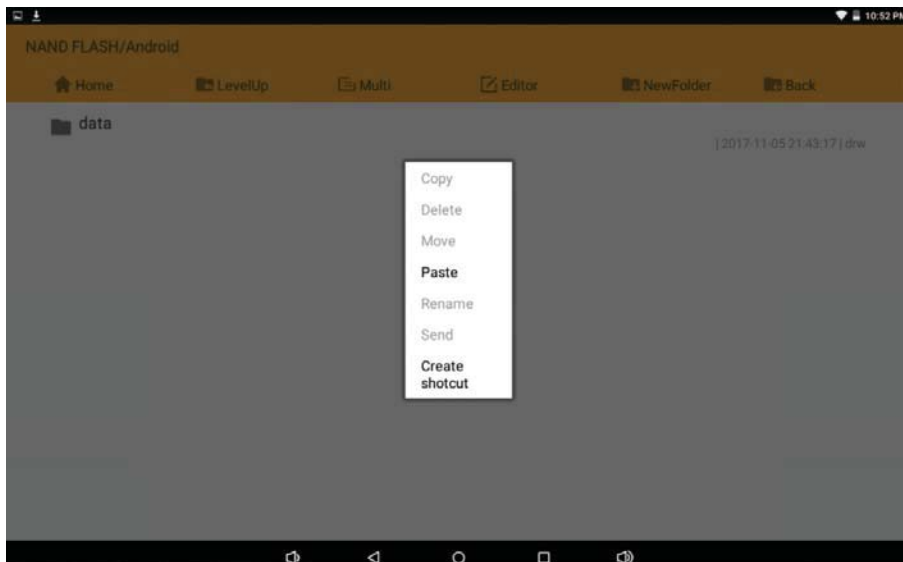 10:52 PM
NAND FLASH/Android
Home LevelUp Multi Editor NewFolder Back
data
| 2017-11-05 21:43:17 | drw
Copy
Delete
Move
Paste
Rename
Send
Create
shotcut